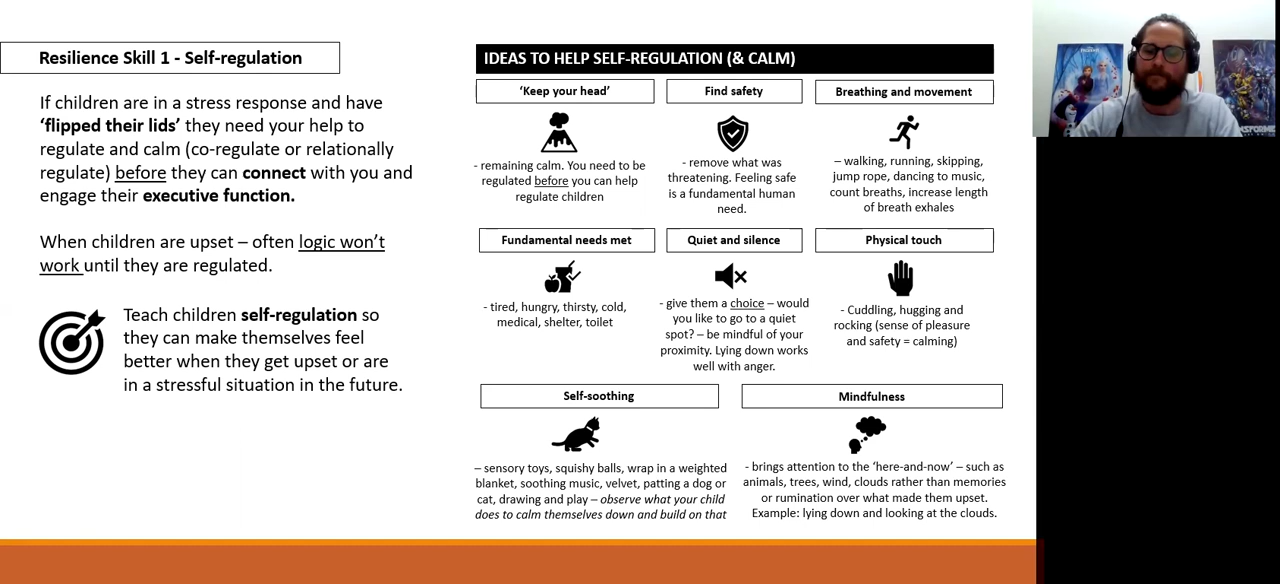 Resilience Skill 1 - Self-regulation
If children are in a stress response and have
‘flipped their lids’ they need your help to
regulate and calm (co-regulate or relationally
regulate) before they can connect with you and
engage their executive function.
When children are upset – often logic won’t
work until they are regulated.
Teach children self-regulation so
they can make themselves feel
better when they get upset or are
in a stressful situation in the future.
IDEAS TO HELP SELF-REGULATION (& CALM)
‘Keep your head’
- remaining calm. You need to be
regulated before you can help
regulate children
Find safety
- remove what was
threatening. Feeling safe
is a fundamental human
need.
Breathing and movement
– walking, running, skipping,
jump rope, dancing to music,
count breaths, increase length
of breath exhales
Fundamental needs met
- tired, hungry, thirsty, cold,
medical, shelter, toilet
Quiet and silence
- give them a choice – would
you like to go to a quiet
spot? – be mindful of your
proximity. Lying down works
well with anger.
Physical touch
- Cuddling, hugging and
rocking (sense of pleasure
and safety = calming)
Self-soothing
– sensory toys, squishy balls, wrap in a weighted
blanket, soothing music, velvet, patting a dog or
cat, drawing and play – observe what your child
does to calm themselves down and build on that
Mindfulness
- brings attention to the ‘here-and-now’ – such as
animals, trees, wind, clouds rather than memories
or rumination over what made them upset.
Example: lying down and looking at the clouds.